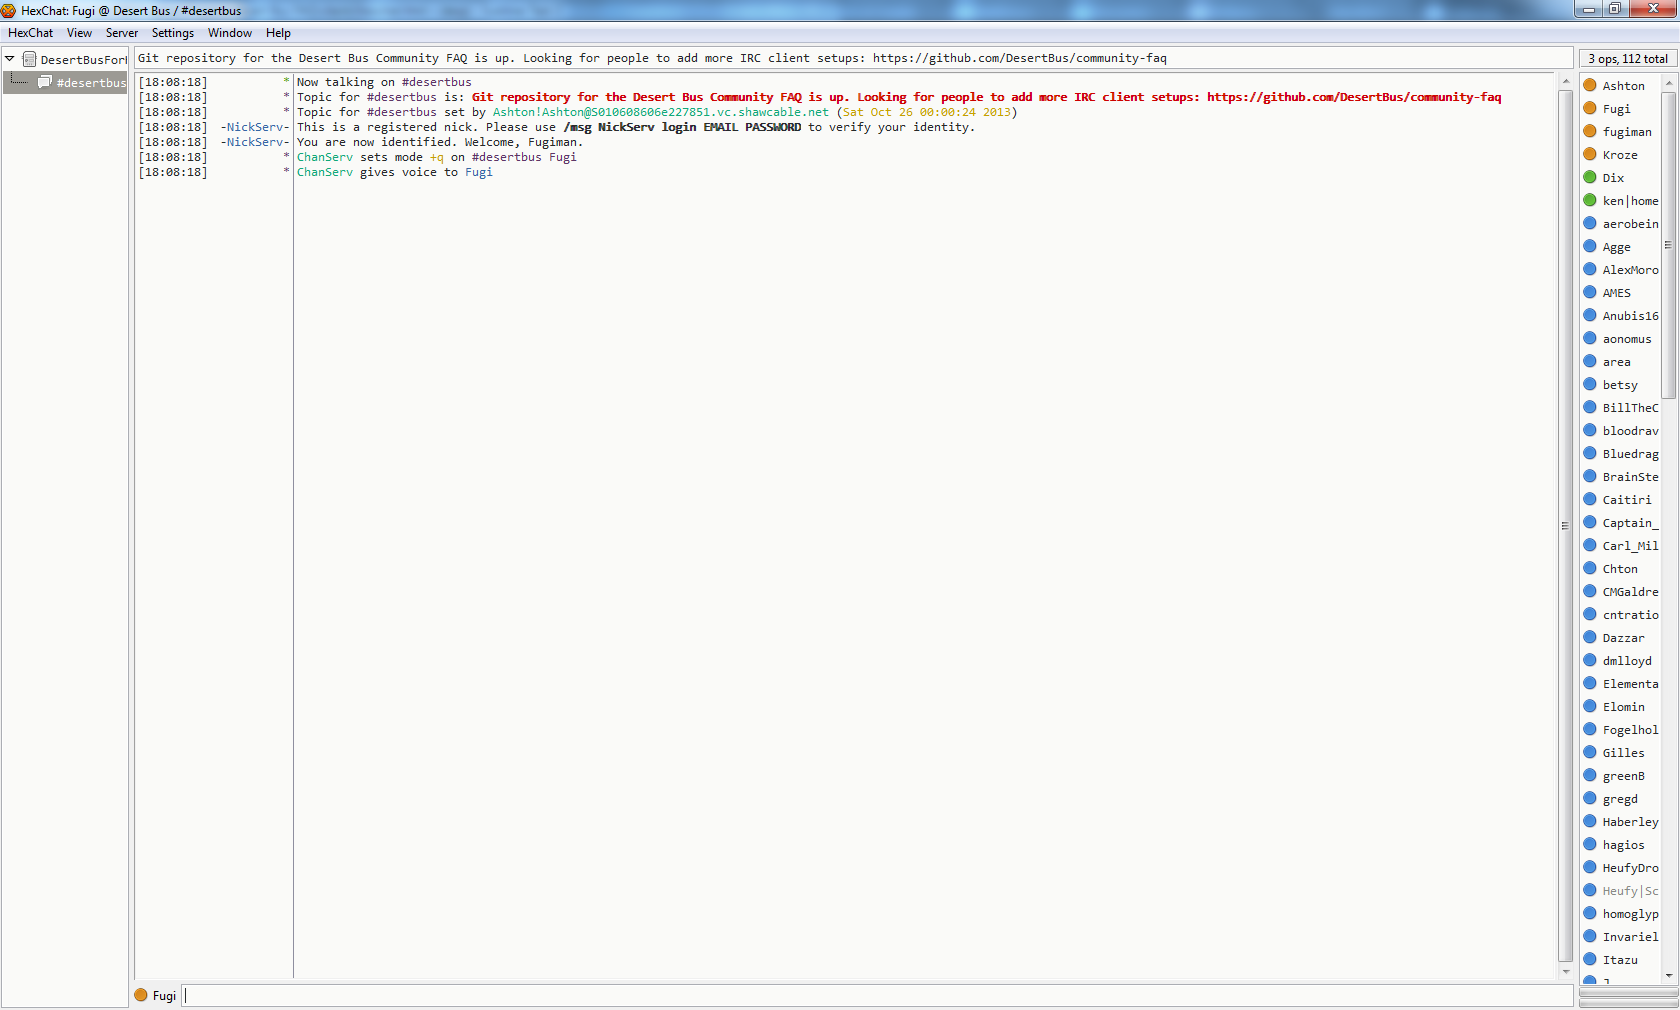 HexChat: Fugi @ Desert Bus / #desertbus
HexChat View Server Settings Window Help
DesertBusForH
#desertbus
Git repository for the Desert Bus Community FAQ is up. Looking for people to add more IRC client setups: https://github.com/DesertBus/community-faq
[18:08:18] * Now talking on #desertbus
[18:08:18] * Topic for #desertbus is: Git repository for the Desert Bus Community FAQ is up. Looking for people to add more IRC client setups: https://github.com/DesertBus/community-faq
[18:08:18] * Topic for #desertbus set by Ashton!Ashton@S010608606e227851.vc.shawcable.net (Sat Oct 26 00:00:24 2013)
[18:08:18] -NickServ- This is a registered nick. Please use /msg NickServ login EMAIL PASSWORD to verify your identity.
[18:08:18] -NickServ- You are now identified. Welcome, Fugiman.
[18:08:18] * ChanServ sets mode +q on #desertbus Fugi
[18:08:18] * ChanServ gives voice to Fugi
Fugi
3 ops, 112 total
Ashton
Fugi
fugiman
Kroze
Dix
ken|home
aerobein
Agge
AlexMoro
AMES
Anubis16
aonomus
area
betsy
BillTheC
bloodrav
Bluedrag
BrainSte
Caitiri
Captain_
Carl_Mil
Chton
CMGaldre
cntratio
Dazzar
dmlloyd
Elementa
Elomin
Fogelhol
Gilles
greenB
gregd
Haberley
hagios
HeufyDro
Heufy|Sc
homoglyp
Invariel
Itazu